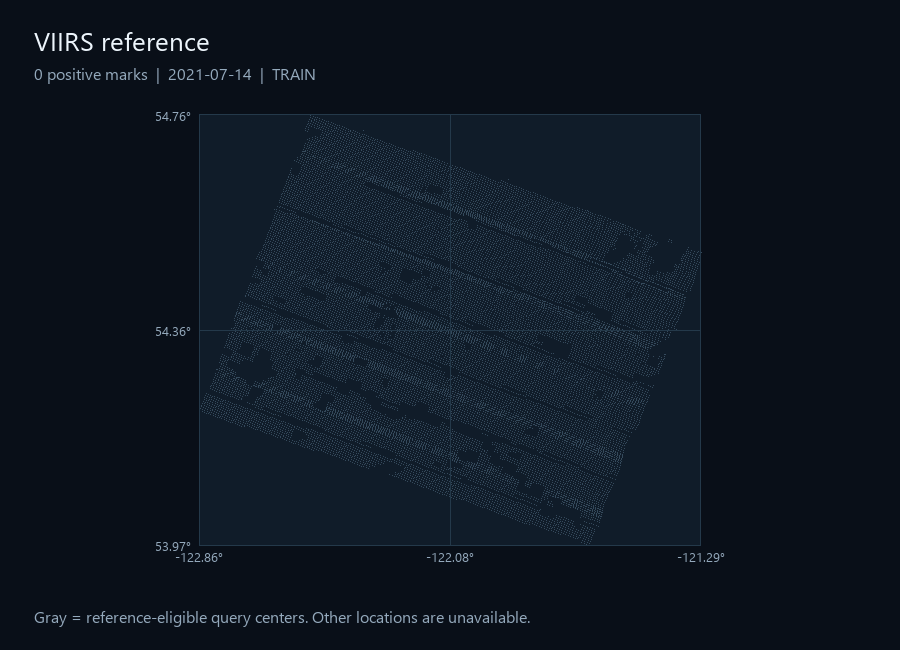 VIIRS reference
0 positive marks | 2021-07-14 | TRAIN
54.76°
54.36°
53.97°
-122.86° -122.08° -121.29°
Gray = reference-eligible query centers. Other locations are unavailable.